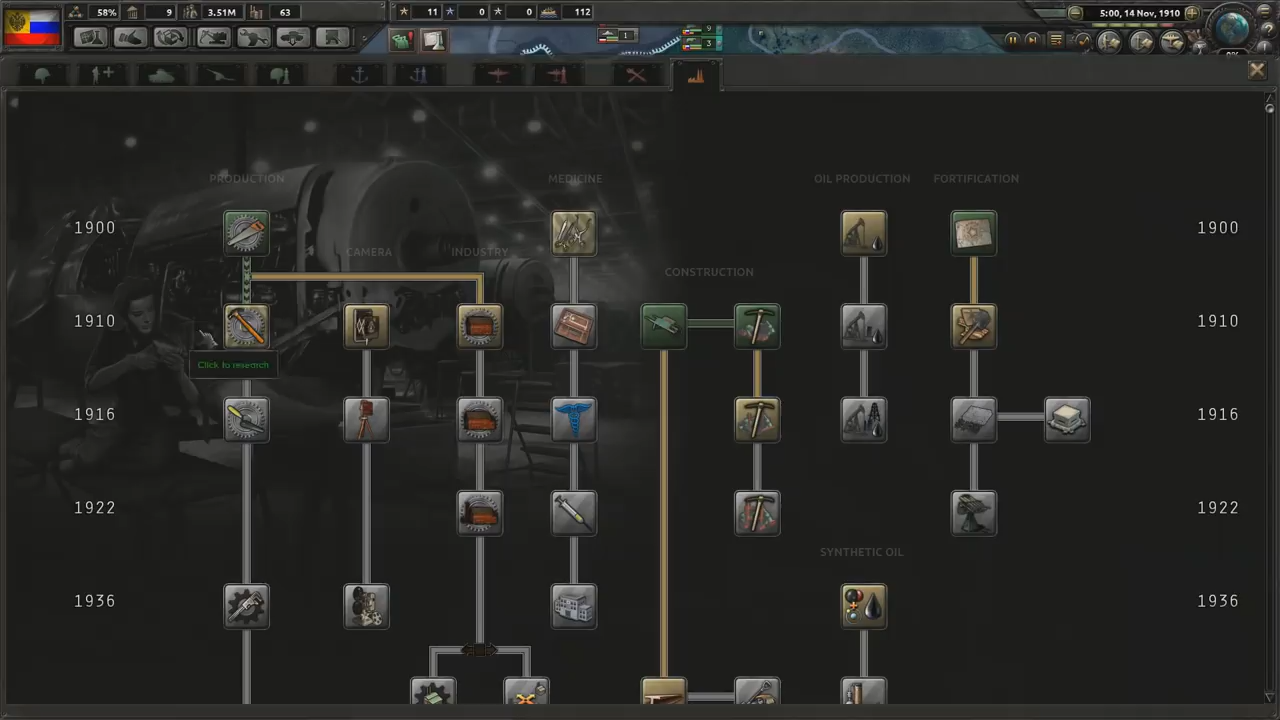 58% 9 3.51M 63 11 0 0 112 1 9 5:00, 14 Nov, 1910
3
0%
PRODUCTION MEDICINE OIL PRODUCTION FORTIFICATION
1900 1900
CAMERA INDUSTRY
CONSTRUCTION
1910 1910
Click to research
1916 1916
1922 1922
SYNTHETIC OIL
1936 1936